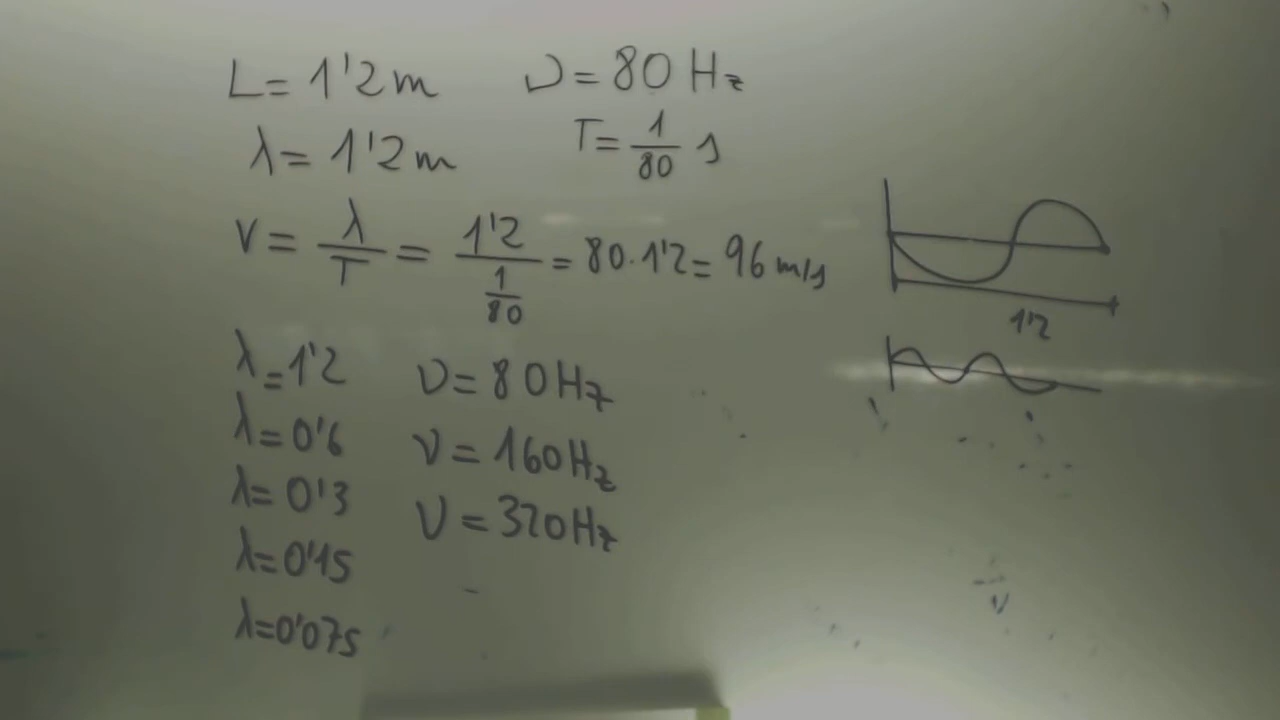 L = 1'2 m ν = 80 Hz
λ = 1'2 m T = 1/80 s
v = λ/T = 1'2/(1/80) = 80·1'2 = 96 m/s
1'2
λ = 1'2 ν = 80 Hz
λ = 0'6 ν = 160 Hz
λ = 0'3 ν = 320 Hz
λ = 0'15
λ = 0'075